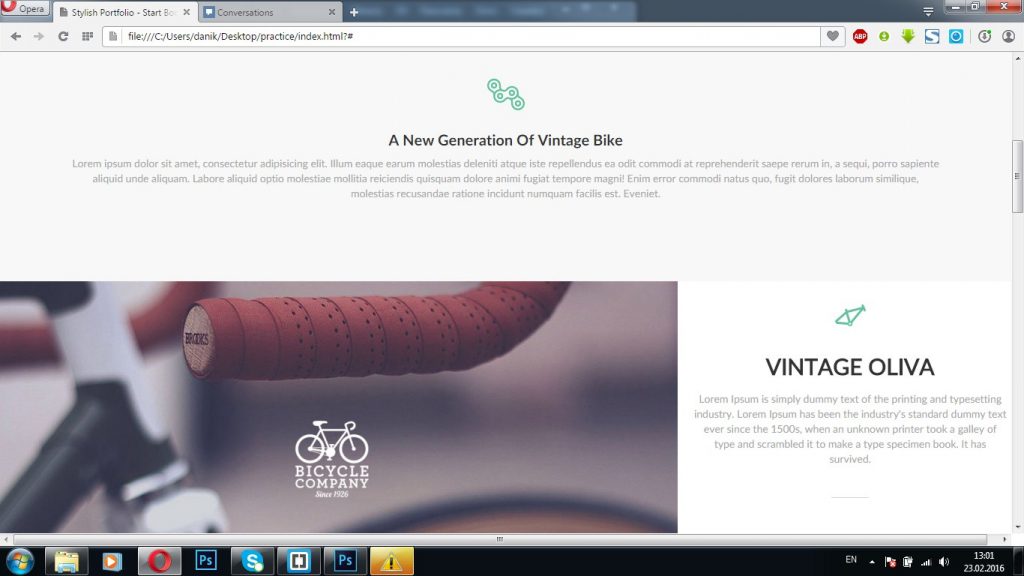 Opera
Stylish Portfolio - Start Bo
Conversations
file:///C:/Users/danik/Desktop/practice/index.html?#
ABP
S
A New Generation Of Vintage Bike
Lorem ipsum dolor sit amet, consectetur adipisicing elit. Illum eaque earum molestias deleniti atque iste repellendus ea odit commodi at reprehenderit saepe rerum in, a sequi, porro sapiente
aliquid unde aliquam. Labore aliquid optio molestiae mollitia reiciendis quisquam dolore animi fugiat tempore magni! Enim error commodi natus quo, fugit dolores laborum similique,
molestias recusandae ratione incidunt numquam facilis est. Eveniet.
BROOKS
BICYCLE
COMPANY
Since 1926
VINTAGE OLIVA
Lorem Ipsum is simply dummy text of the printing and typesetting
industry. Lorem Ipsum has been the industry's standard dummy text
ever since the 1500s, when an unknown printer took a galley of
type and scrambled it to make a type specimen book. It has
survived.
Ps
S
Ps
EN
13:01
23.02.2016